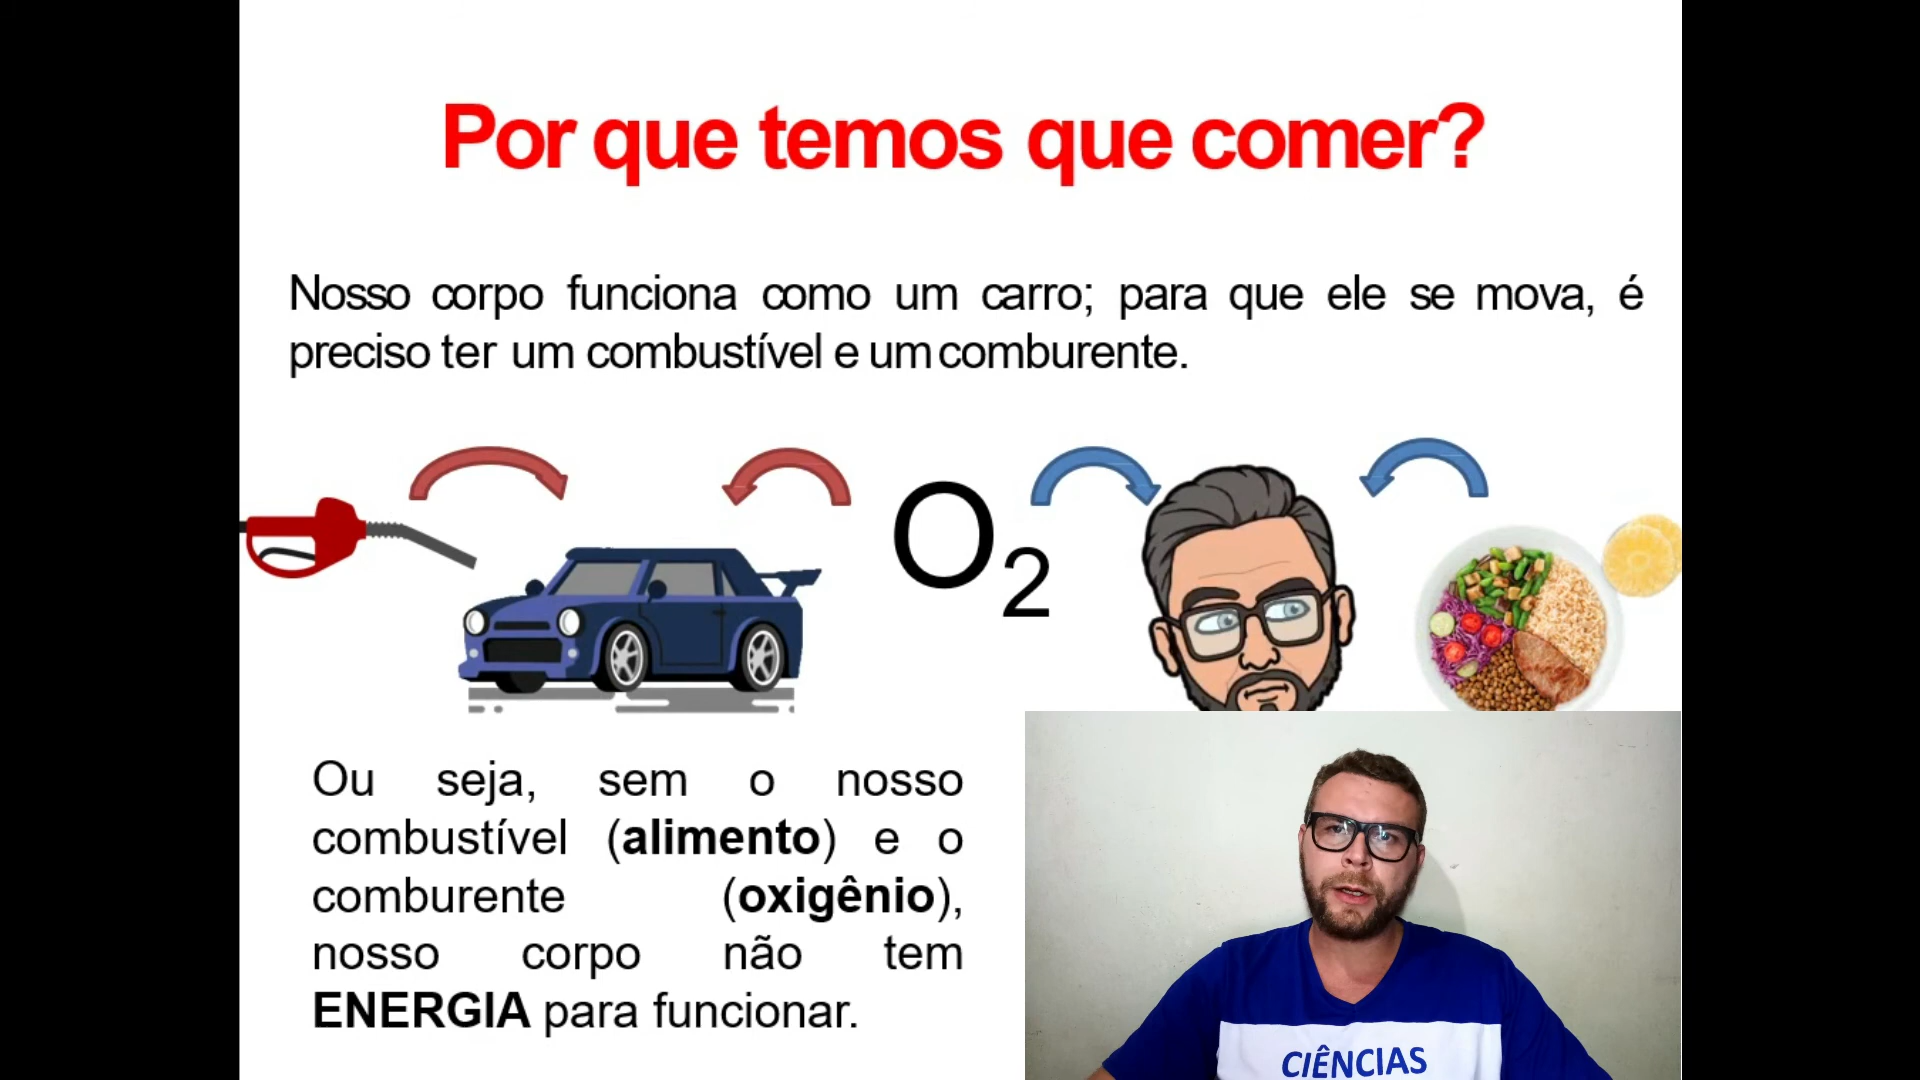 Por que temos que comer?
Nosso corpo funciona como um carro; para que ele se mova, é
preciso ter um combustível e um comburente.
O2
Ou seja, sem o nosso
combustível (alimento) e o
comburente (oxigênio),
nosso corpo não tem
ENERGIA para funcionar.
CIÊNCIAS